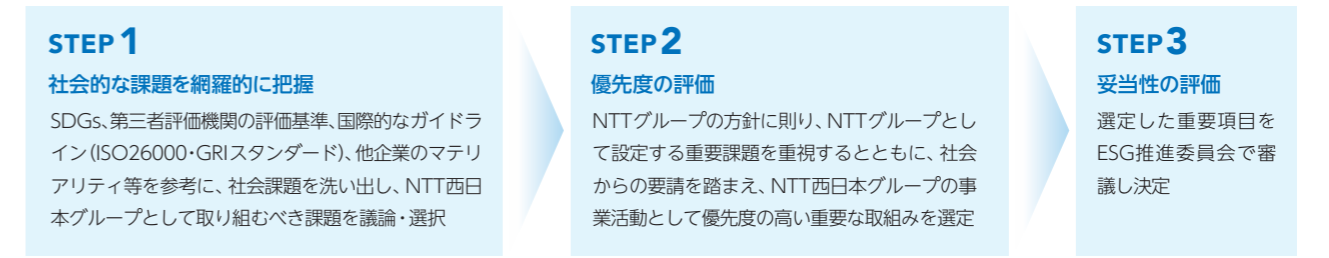 STEP1
社会的な課題を網羅的に把握
SDGs、第三者評価機関の評価基準、国際的なガイドラ
イン(ISO26000・GRIスタンダード)、他企業のマテリ
アリティ等を参考に、社会課題を洗い出し、NTT西日
本グループとして取り組むべき課題を議論・選択
STEP2
優先度の評価
NTTグループの方針に則り、NTTグループとし
て設定する重要課題を重視するとともに、社会
からの要請を踏まえ、NTT西日本グループの事
業活動として優先度の高い重要な取組みを選定
STEP3
妥当性の評価
選定した重要項目を
ESG推進委員会で審
議し決定